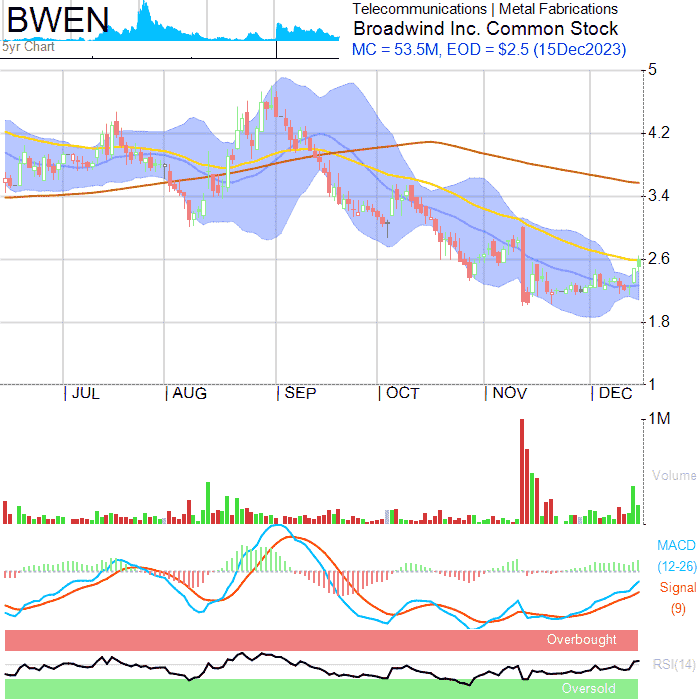 BWEN
5yr Chart
Telecommunications | Metal Fabrications
Broadwind Inc. Common Stock
MC = 53.5M, EOD = $2.5 (15Dec2023)
5
4.2
3.4
2.6
1.8
1
| JUL | AUG | SEP | OCT | NOV | DEC
1M
Volume
MACD
(12-26)
Signal
(9)
Overbought
RSI(14)
Oversold